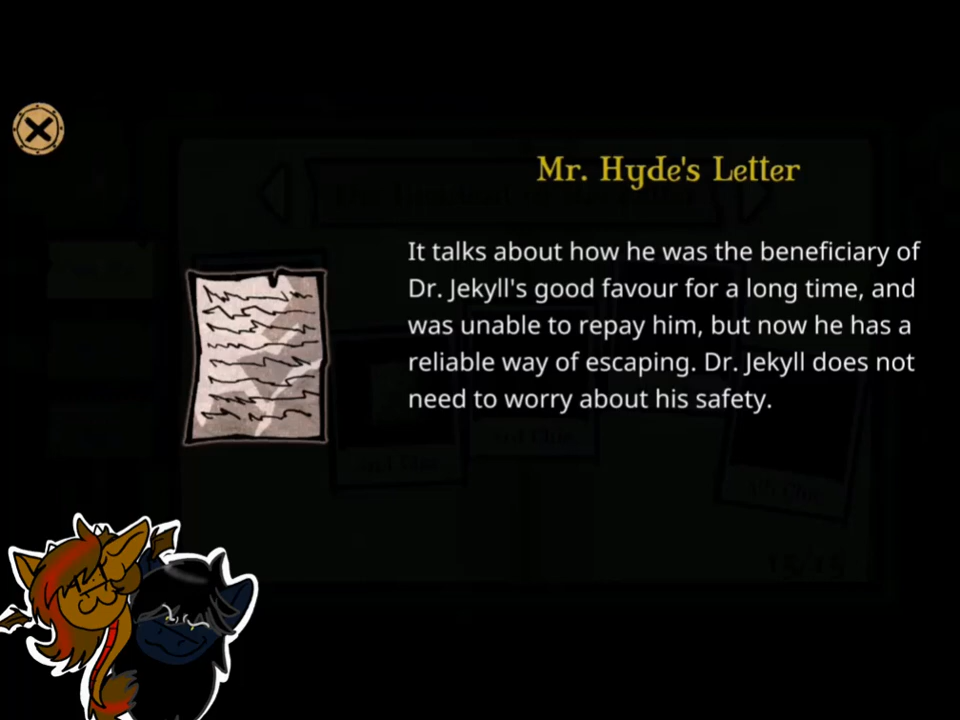 Mr. Hyde's Letter
It talks about how he was the beneficiary of
Dr. Jekyll's good favour for a long time, and
was unable to repay him, but now he has a
reliable way of escaping. Dr. Jekyll does not
need to worry about his safety.